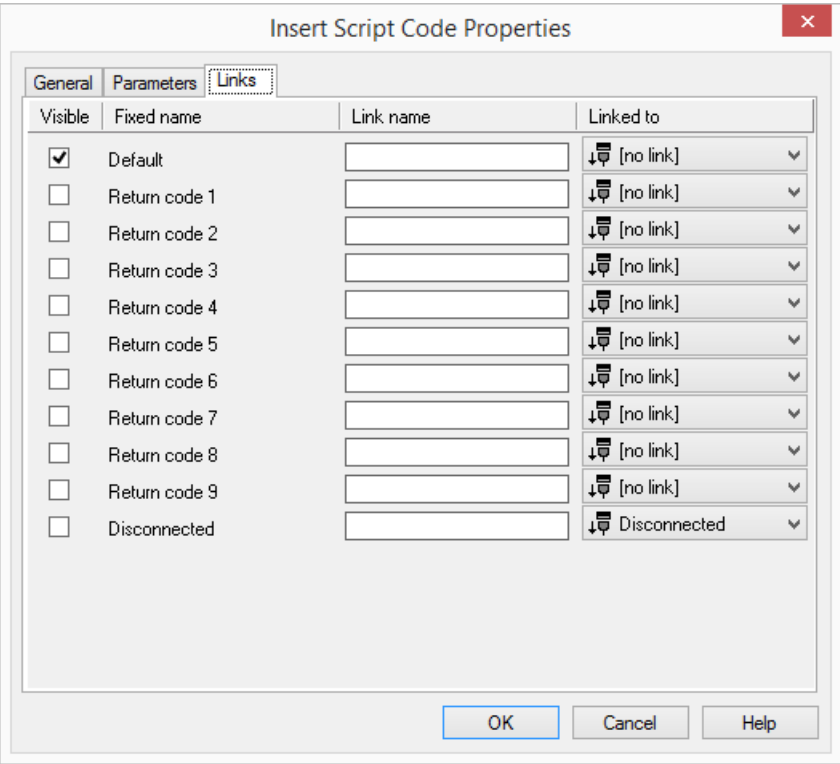 Insert Script Code Properties
General Parameters Links
Visible Fixed name Link name Linked to
Default [no link]
Return code 1 [no link]
Return code 2 [no link]
Return code 3 [no link]
Return code 4 [no link]
Return code 5 [no link]
Return code 6 [no link]
Return code 7 [no link]
Return code 8 [no link]
Return code 9 [no link]
Disconnected Disconnected
OK Cancel Help